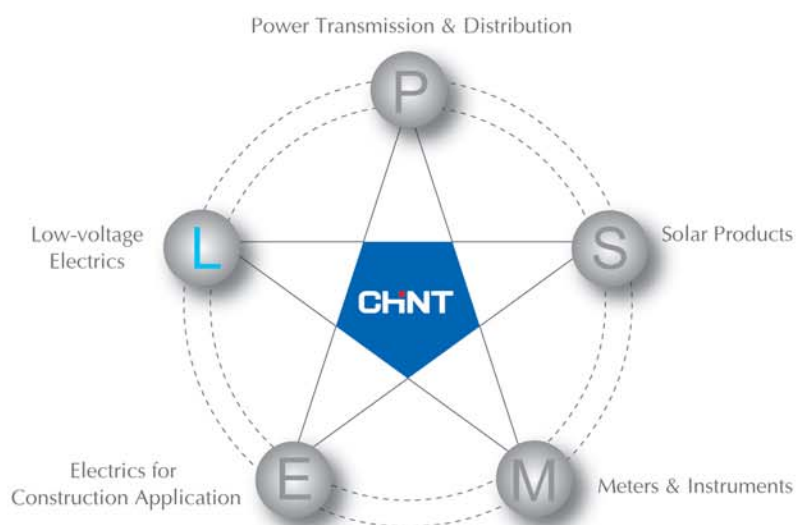 Power Transmission & Distribution
P
Low-voltage
Electrics
L
S
Solar Products
CHNT
Electrics for
Construction Application
E
M
Meters & Instruments